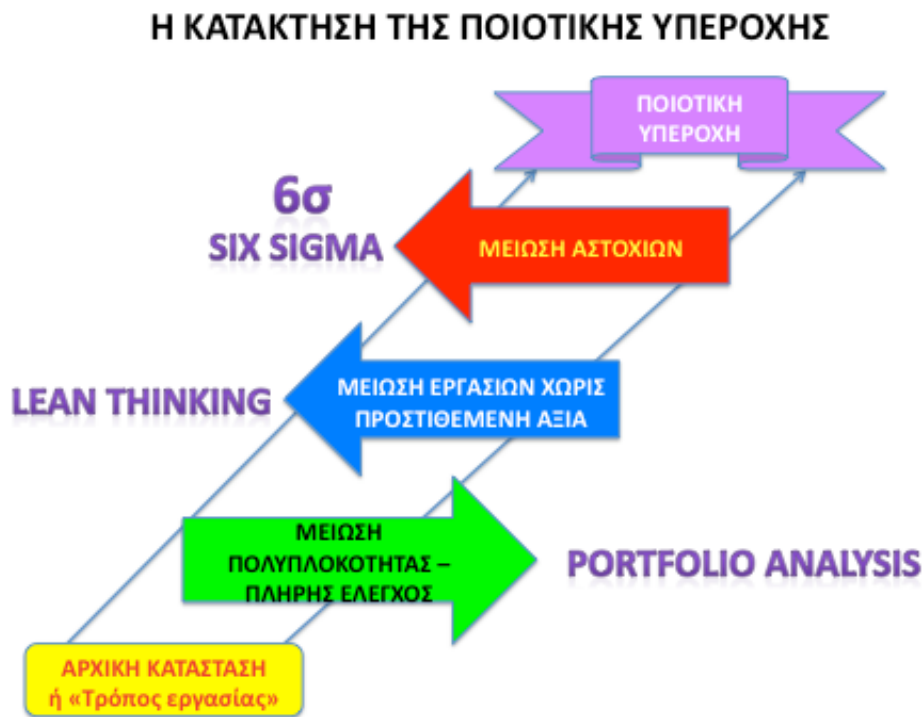 Η ΚΑΤΑΚΤΗΣΗ ΤΗΣ ΠΟΙΟΤΙΚΗΣ ΥΠΕΡΟΧΗΣ
ΠΟΙΟΤΙΚΗ
ΥΠΕΡΟΧΗ
6σ
SIX SIGMA
ΜΕΙΩΣΗ ΑΣΤΟΧΙΩΝ
LEAN THINKING
ΜΕΙΩΣΗ ΕΡΓΑΣΙΩΝ ΧΩΡΙΣ
ΠΡΟΣΤΙΘΕΜΕΝΗ ΑΞΙΑ
ΜΕΙΩΣΗ
ΠΟΛΥΠΛΟΚΟΤΗΤΑΣ –
ΠΛΗΡΗΣ ΕΛΕΓΧΟΣ
PORTFOLIO ANALYSIS
ΑΡΧΙΚΗ ΚΑΤΑΣΤΑΣΗ
ή «Τρόπος εργασίας»